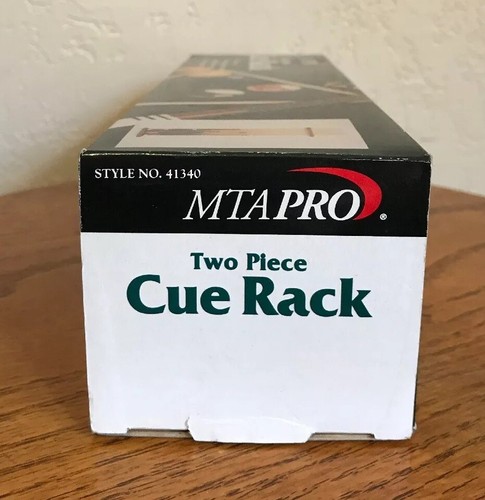 STYLE NO. 41340
MTAPRO®
Two Piece
Cue Rack